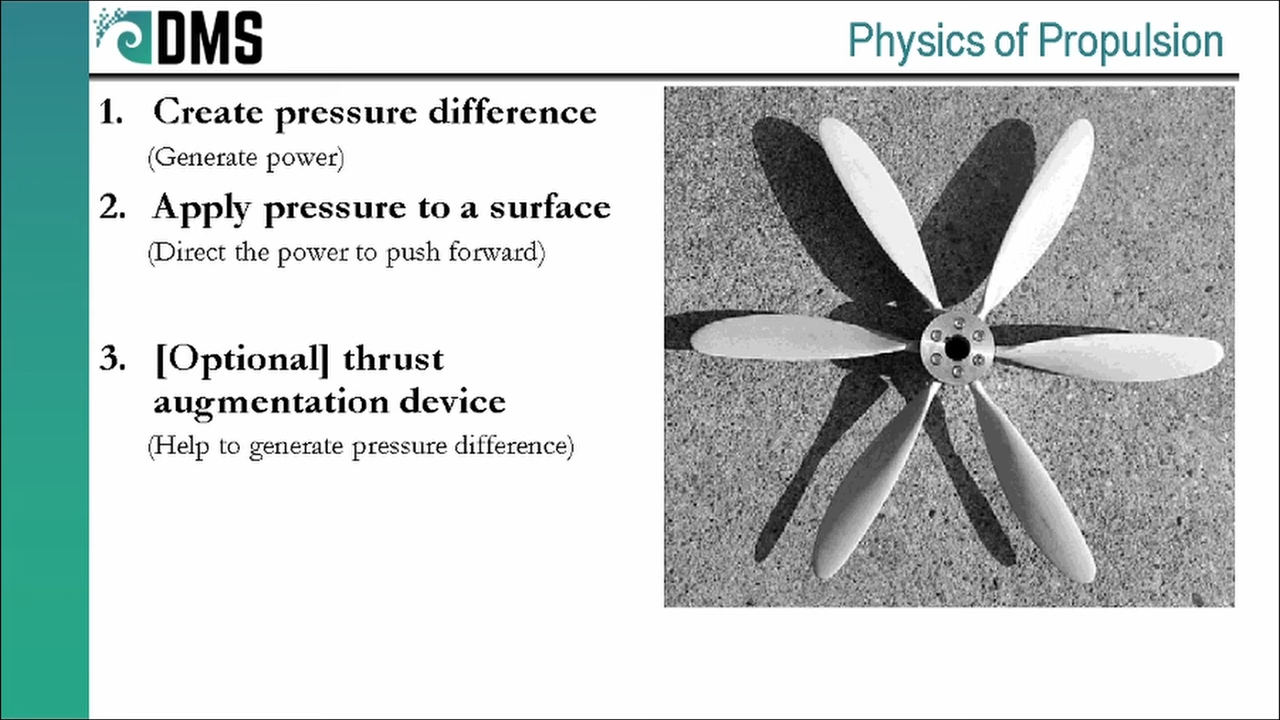 DMS
Physics of Propulsion
1. Create pressure difference
(Generate power)
2. Apply pressure to a surface
(Direct the power to push forward)
3. [Optional] thrust
augmentation device
(Help to generate pressure difference)